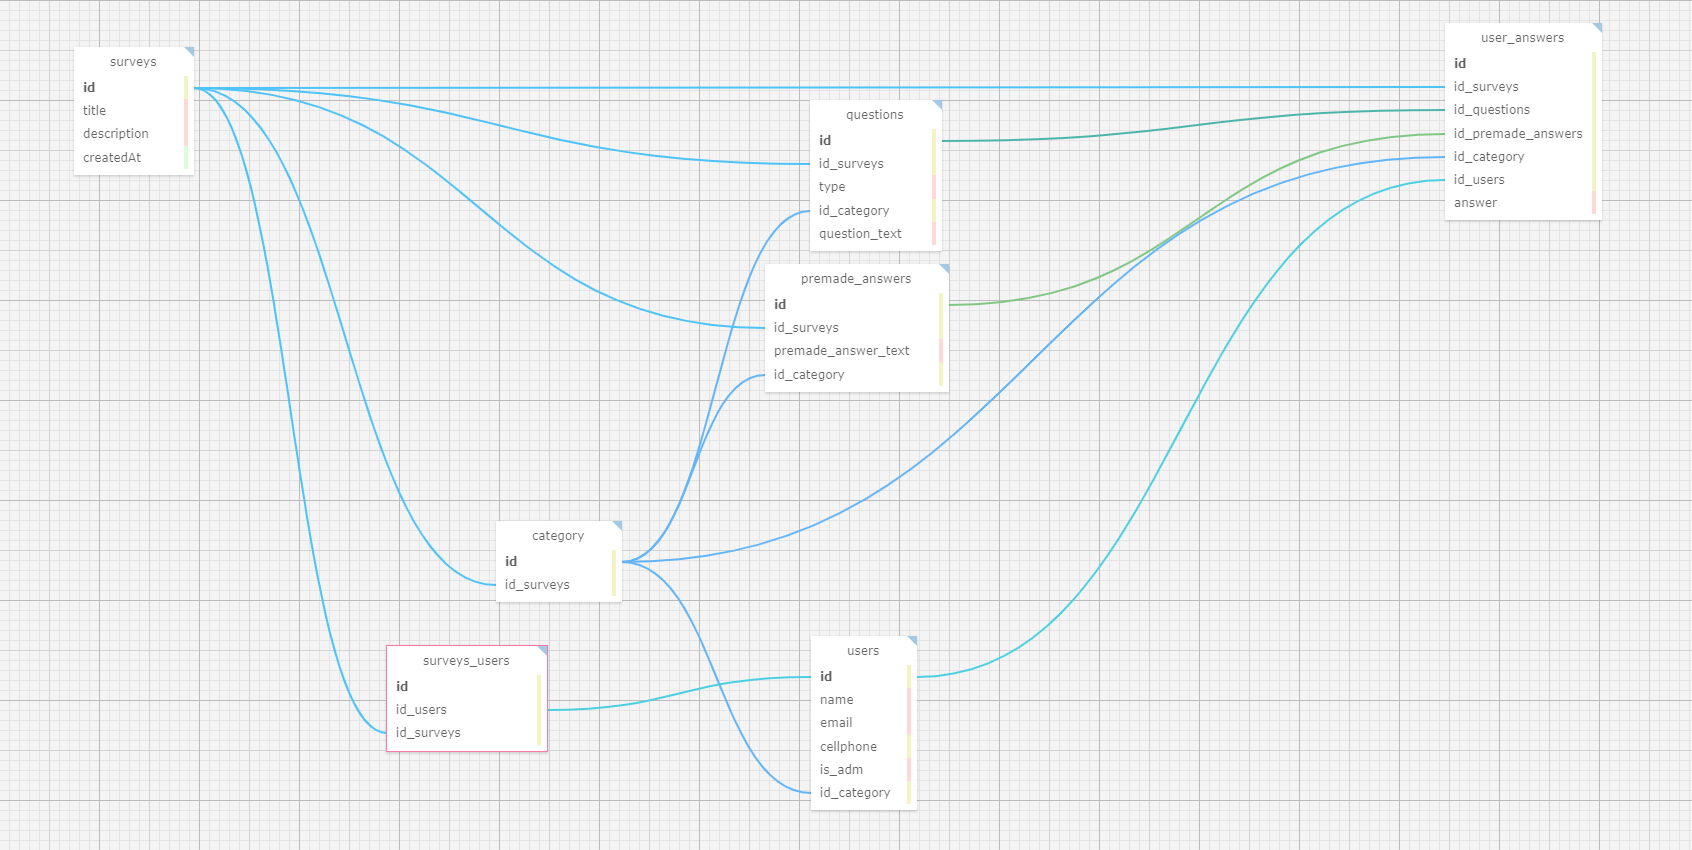 surveys
id
title
description
createdAt
questions
id
id_surveys
type
id_category
question_text
premade_answers
id
id_surveys
premade_answer_text
id_category
user_answers
id
id_surveys
id_questions
id_premade_answers
id_category
id_users
answer
category
id
id_surveys
surveys_users
id
id_users
id_surveys
users
id
name
email
cellphone
is_adm
id_category